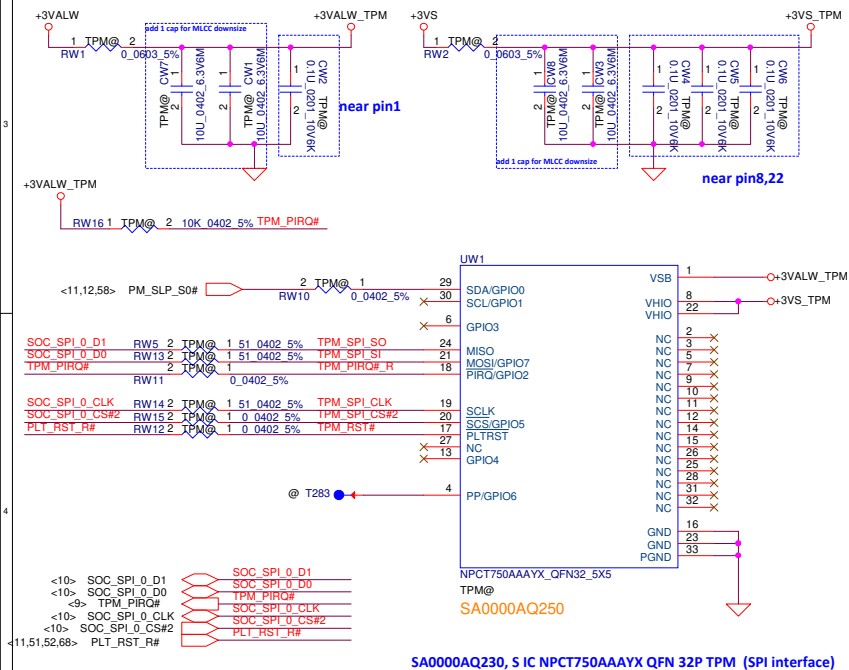 +3VALW
+3VALW_TPM
1 TPM@ 2
RW1 0_0603_5%
add 1 cap for MLCC downsize
1 2 CW7 TPM@ 10U_0402_6.3V6M
1 2 CW1 TPM@ 10U_0402_6.3V6M
1 2 CW2 TPM@ 0.1U_0201_10V6K
near pin1
+3VS
+3VS_TPM
1 TPM@ 2
RW2 0_0603_5%
1 2 CW8 TPM@ 10U_0402_6.3V6M
1 2 CW3 TPM@ 10U_0402_6.3V6M
1 2 CW4 TPM@ 0.1U_0201_10V6K
1 2 CW5 TPM@ 0.1U_0201_10V6K
1 2 CW6 TPM@ 0.1U_0201_10V6K
add 1 cap for MLCC downsize
near pin8,22
3
+3VALW_TPM
RW16 1 TPM@ 2 10K_0402_5% TPM_PIRQ#
UW1
<11,12,58> PM_SLP_S0# 2 TPM@ 1 29 SDA/GPIO0
RW10 0_0402_5% 30 SCL/GPIO1
6 GPIO3
SOC_SPI_0_D1 RW5 2 TPM@ 1 51_0402_5% TPM_SPI_SO 24 MISO
SOC_SPI_0_D0 RW13 2 TPM@ 1 51_0402_5% TPM_SPI_SI 21 MOSI/GPIO7
TPM_PIRQ# 2 TPM@ 1 TPM_PIRQ#_R 18 PIRQ/GPIO2
RW11 0_0402_5%
SOC_SPI_0_CLK RW14 2 TPM@ 1 51_0402_5% TPM_SPI_CLK 19 SCLK
SOC_SPI_0_CS#2 RW15 2 TPM@ 1 0_0402_5% TPM_SPI_CS#2 20 SCS/GPIO5
PLT_RST_R# RW12 2 TPM@ 1 0_0402_5% TPM_RST# 17 PLTRST
27 NC
13 GPIO4
@ T283 4 PP/GPIO6
VSB 1 +3VALW_TPM
VHIO 8 +3VS_TPM
VHIO 22
NC 2
NC 3
NC 5
NC 7
NC 9
NC 10
NC 11
NC 12
NC 14
NC 15
NC 26
NC 25
NC 28
NC 31
NC 32
GND 16
GND 23
PGND 33
4
NPCT750AAAYX_QFN32_5X5
TPM@
SA0000AQ250
<10> SOC_SPI_0_D1 SOC_SPI_0_D1
<10> SOC_SPI_0_D0 SOC_SPI_0_D0
<9> TPM_PIRQ# TPM_PIRQ#
<10> SOC_SPI_0_CLK SOC_SPI_0_CLK
<10> SOC_SPI_0_CS#2 SOC_SPI_0_CS#2
<11,51,52,68> PLT_RST_R# PLT_RST_R#
SA0000AQ230, S IC NPCT750AAAYX QFN 32P TPM (SPI interface)